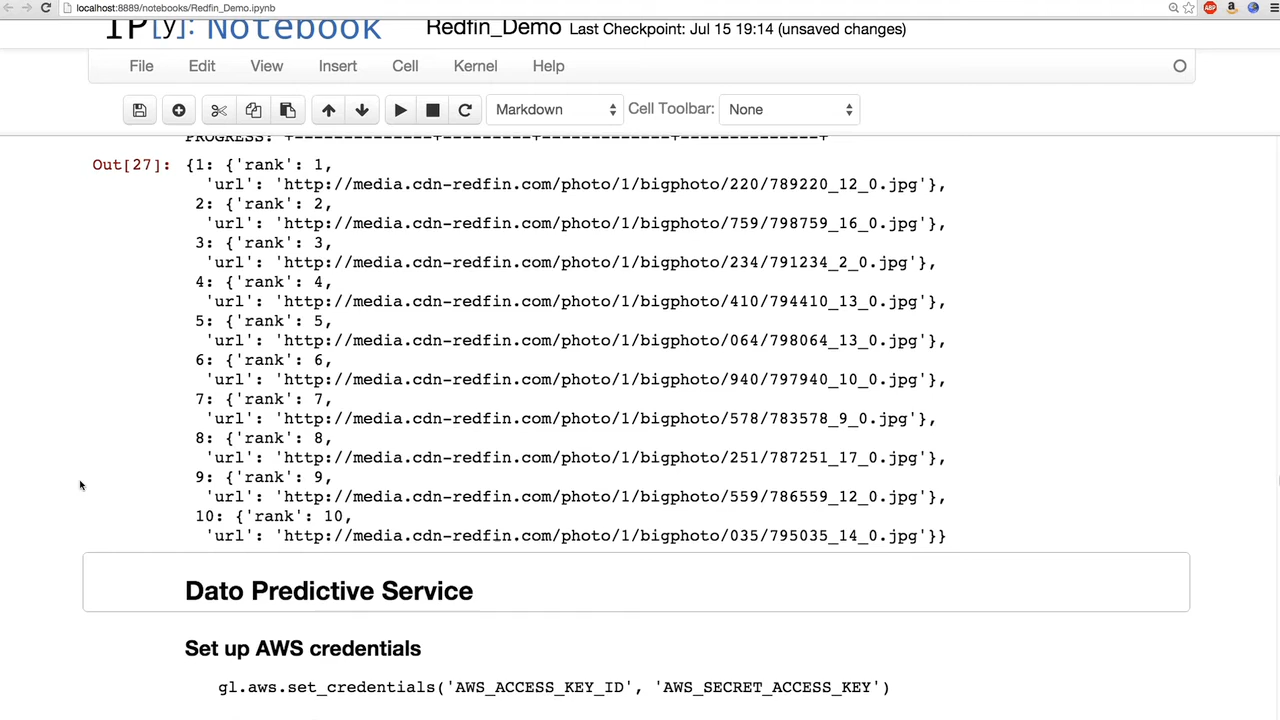 localhost:8889/notebooks/Redfin_Demo.ipynb
ABP
IP[y]: Notebook Redfin_Demo Last Checkpoint: Jul 15 19:14 (unsaved changes)
File Edit View Insert Cell Kernel Help
Markdown Cell Toolbar: None
PROGRESS: +--------------+---------+-------------+--------------+
Out[27]: {1: {'rank': 1,
'url': 'http://media.cdn-redfin.com/photo/1/bigphoto/220/789220_12_0.jpg'},
2: {'rank': 2,
'url': 'http://media.cdn-redfin.com/photo/1/bigphoto/759/798759_16_0.jpg'},
3: {'rank': 3,
'url': 'http://media.cdn-redfin.com/photo/1/bigphoto/234/791234_2_0.jpg'},
4: {'rank': 4,
'url': 'http://media.cdn-redfin.com/photo/1/bigphoto/410/794410_13_0.jpg'},
5: {'rank': 5,
'url': 'http://media.cdn-redfin.com/photo/1/bigphoto/064/798064_13_0.jpg'},
6: {'rank': 6,
'url': 'http://media.cdn-redfin.com/photo/1/bigphoto/940/797940_10_0.jpg'},
7: {'rank': 7,
'url': 'http://media.cdn-redfin.com/photo/1/bigphoto/578/783578_9_0.jpg'},
8: {'rank': 8,
'url': 'http://media.cdn-redfin.com/photo/1/bigphoto/251/787251_17_0.jpg'},
9: {'rank': 9,
'url': 'http://media.cdn-redfin.com/photo/1/bigphoto/559/786559_12_0.jpg'},
10: {'rank': 10,
'url': 'http://media.cdn-redfin.com/photo/1/bigphoto/035/795035_14_0.jpg'}}
Dato Predictive Service
Set up AWS credentials
gl.aws.set_credentials('AWS_ACCESS_KEY_ID', 'AWS_SECRET_ACCESS_KEY')